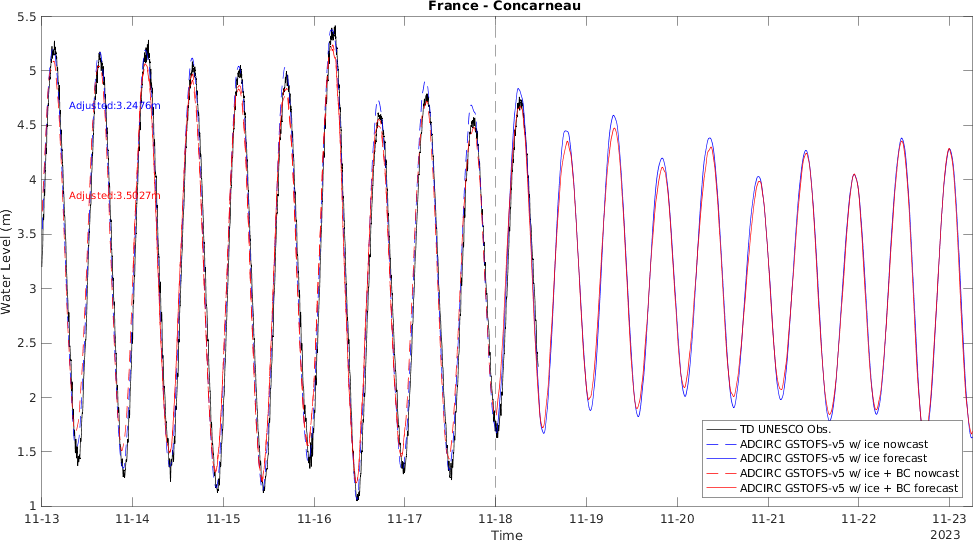 France - Concarneau
5.5
5
4.5
4
3.5
3
2.5
2
1.5
1
Water Level (m)
Adjusted:3.2476m
Adjusted:3.5027m
TD UNESCO Obs.
ADCIRC GSTOFS-v5 w/ ice nowcast
ADCIRC GSTOFS-v5 w/ ice forecast
ADCIRC GSTOFS-v5 w/ ice + BC nowcast
ADCIRC GSTOFS-v5 w/ ice + BC forecast
11-13 11-14 11-15 11-16 11-17 11-18 11-19 11-20 11-21 11-22 11-23
Time
2023